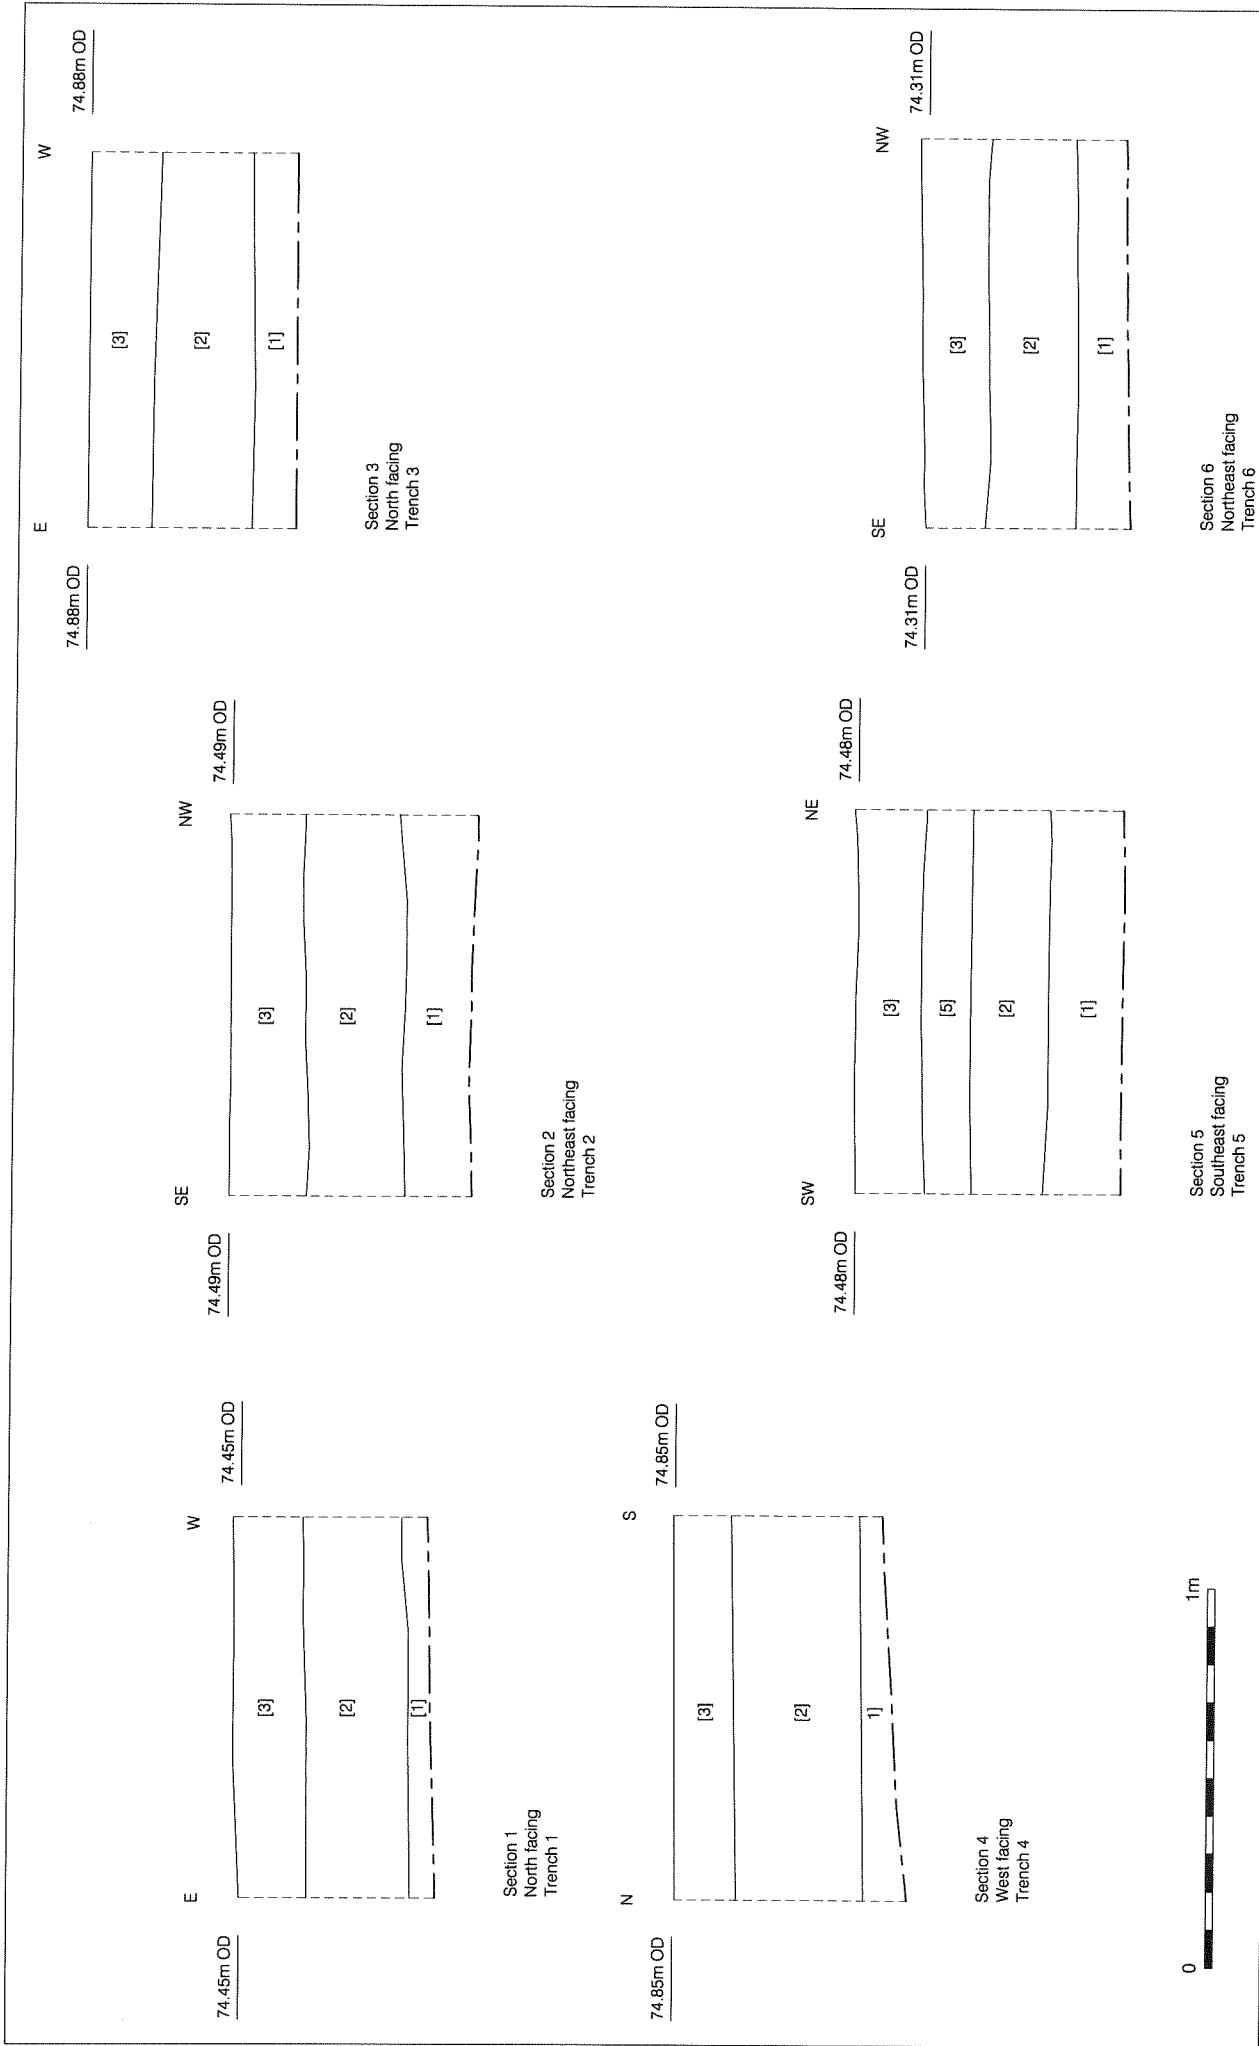 E
W
74.45m OD
74.45m OD
[3]
[2]
[1]
Section 1
North facing
Trench 1
SE
NW
74.49m OD
74.49m OD
[3]
[2]
[1]
Section 2
Northeast facing
Trench 2
E
W
74.88m OD
74.88m OD
[3]
[2]
[1]
Section 3
North facing
Trench 3
N
S
74.85m OD
74.85m OD
[3]
[2]
1]
Section 4
West facing
Trench 4
SW
NE
74.48m OD
74.48m OD
[3]
[5]
[2]
[1]
Section 5
Southeast facing
Trench 5
SE
NW
74.31m OD
74.31m OD
[3]
[2]
[1]
Section 6
Northeast facing
Trench 6
0
1m